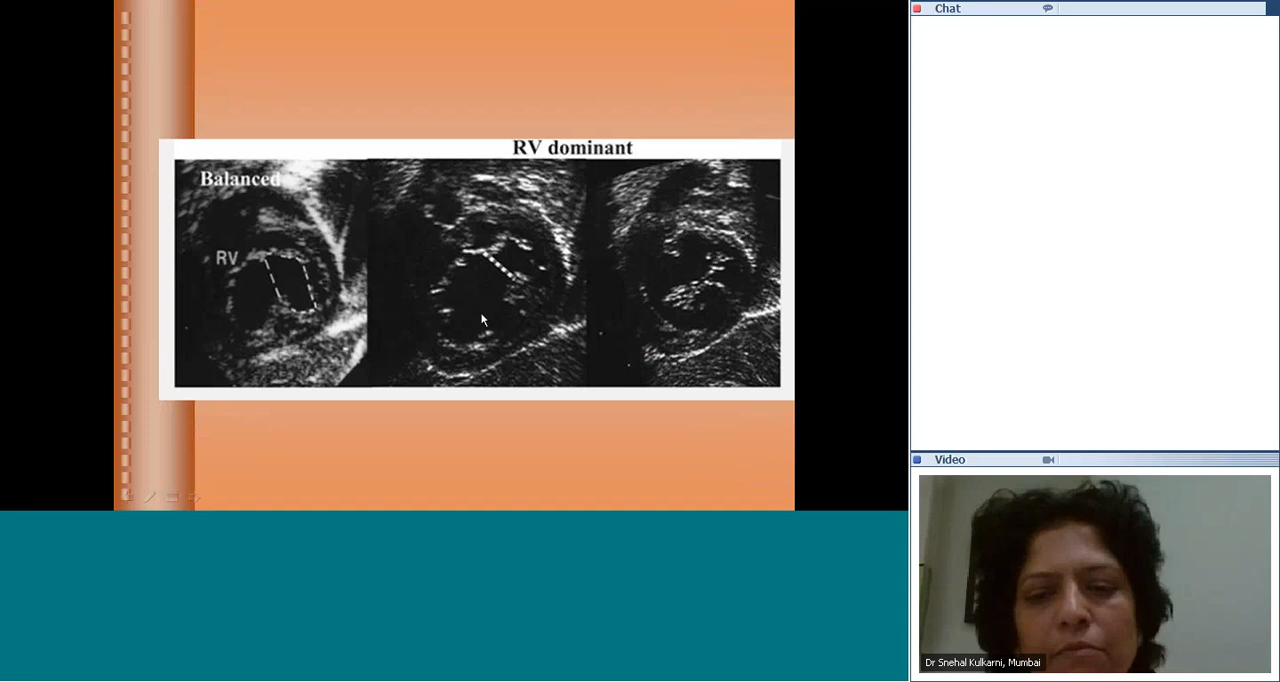 Chat
RV dominant
Balanced
RV
Video
Dr Snehal Kulkarni, Mumbai